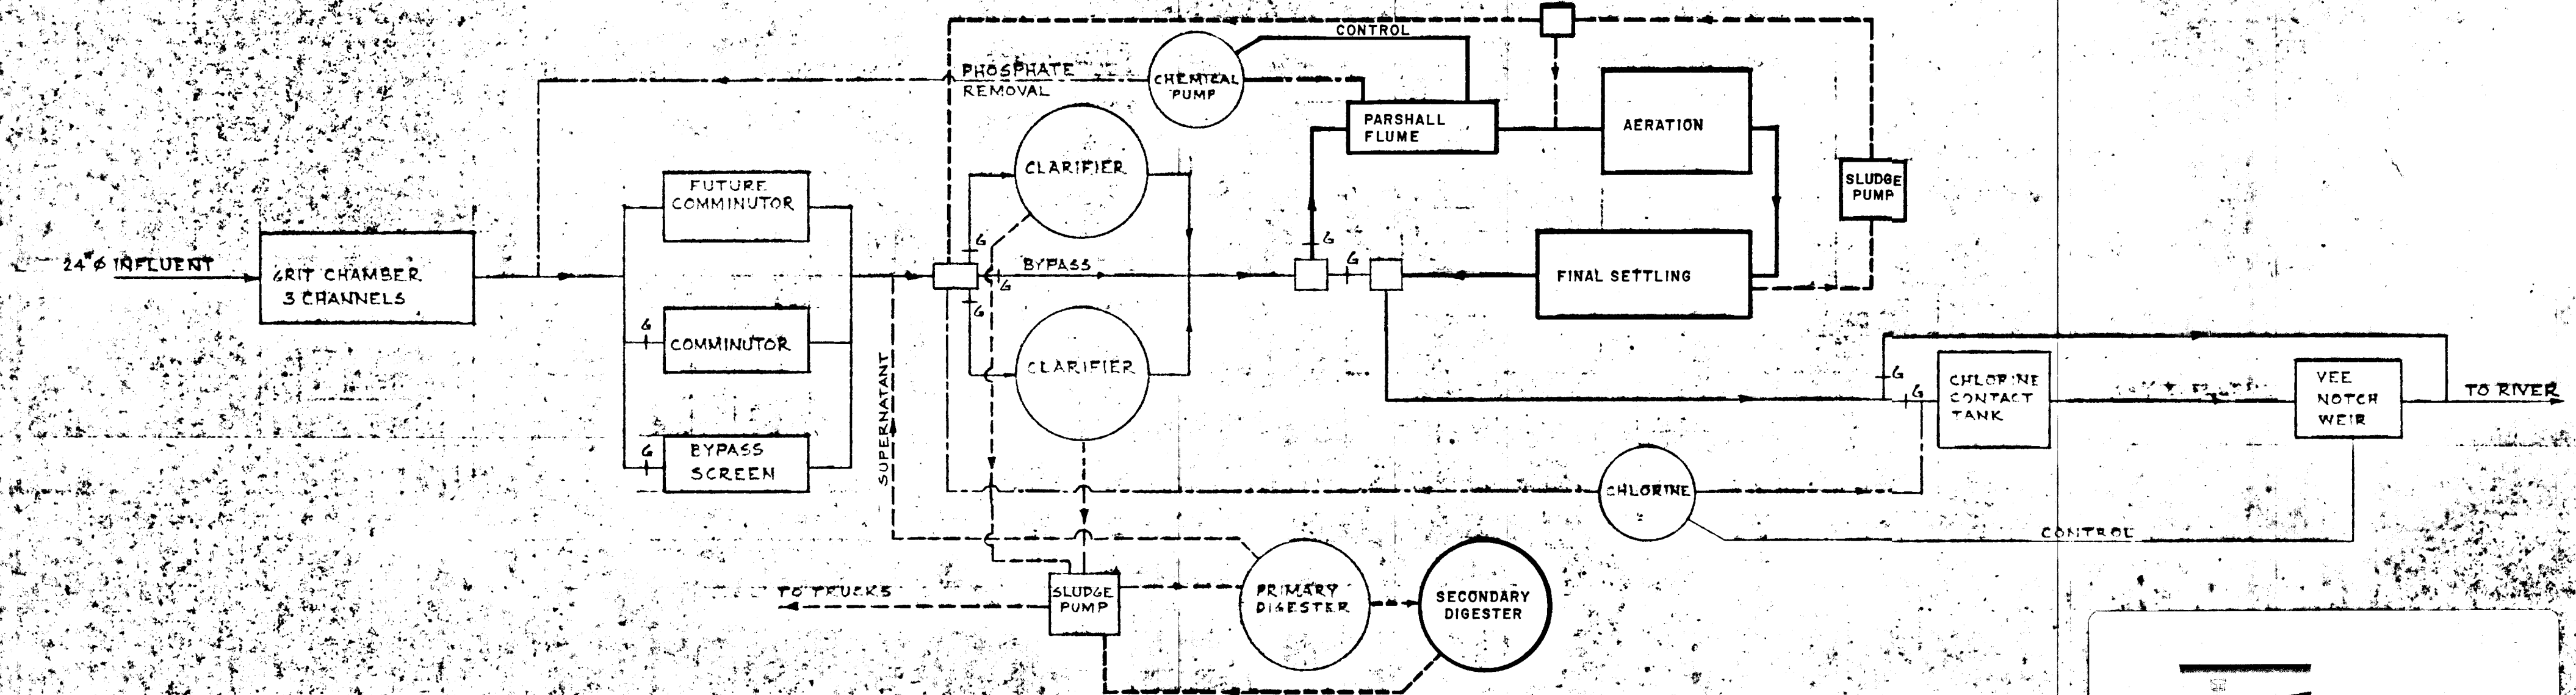 CONTROL
PHOSPHATE
REMOVAL
CHEMICAL
PUMP
PARSHALL
FLUME
AERATION
CLARIFIER
SLUDGE
PUMP
FUTURE
COMMINUTOR
24"ø INFLUENT
GRIT CHAMBER
3 CHANNELS
G
BYPASS
G
G
G
G
FINAL SETTLING
G
COMMINUTOR
CLARIFIER
SUPERNATANT
G
BYPASS
SCREEN
G
G
CHLORINE
CONTACT
TANK
VEE
NOTCH
WEIR
TO RIVER
CHLORINE
CONTROL
TO TRUCKS
SLUDGE
PUMP
PRIMARY
DIGESTER
SECONDARY
DIGESTER